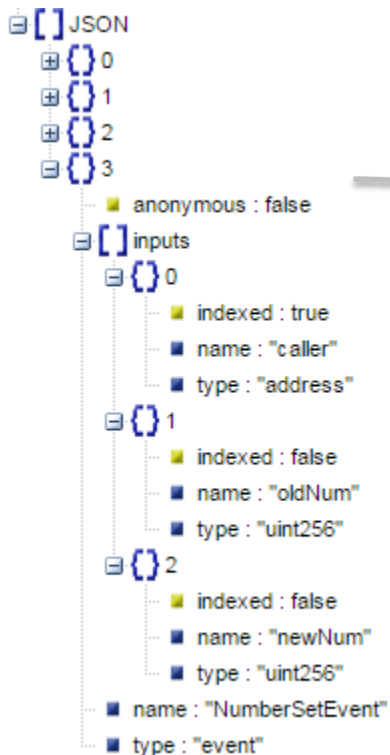 [ ] JSON
{} 0
{} 1
{} 2
{} 3
anonymous : false
[ ] inputs
{} 0
indexed : true
name : "caller"
type : "address"
{} 1
indexed : false
name : "oldNum"
type : "uint256"
{} 2
indexed : false
name : "newNum"
type : "uint256"
name : "NumberSetEvent"
type : "event"